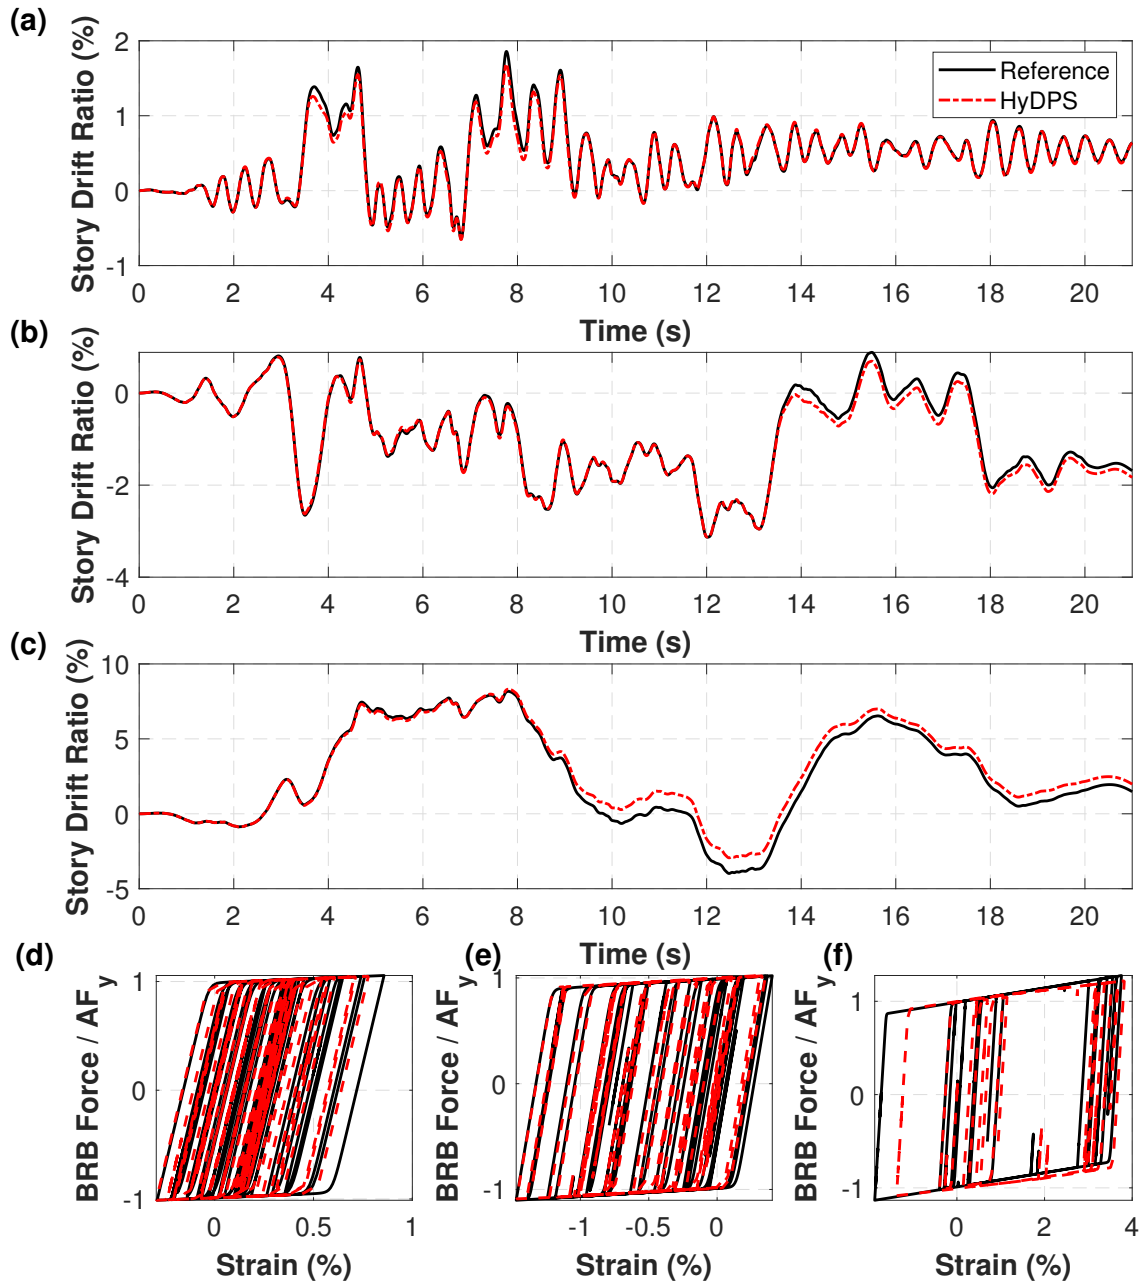 (a)
Story Drift Ratio (%)
2
1
0
-1
Reference
HyDPS
0 2 4 6 8 10 12 14 16 18 20
Time (s)
(b)
Story Drift Ratio (%)
0
-2
-4
0 2 4 6 8 10 12 14 16 18 20
Time (s)
(c)
Story Drift Ratio (%)
10
5
0
-5
0 2 4 6 8 10 12 14 16 18 20
Time (s)
(d)
BRB Force / AF_y
1
0
-1
0 0.5 1
Strain (%)
(e)
BRB Force / AF_y
1
0
-1
-1 -0.5 0
Strain (%)
(f)
BRB Force / AF_y
1
0
-1
0 2 4
Strain (%)